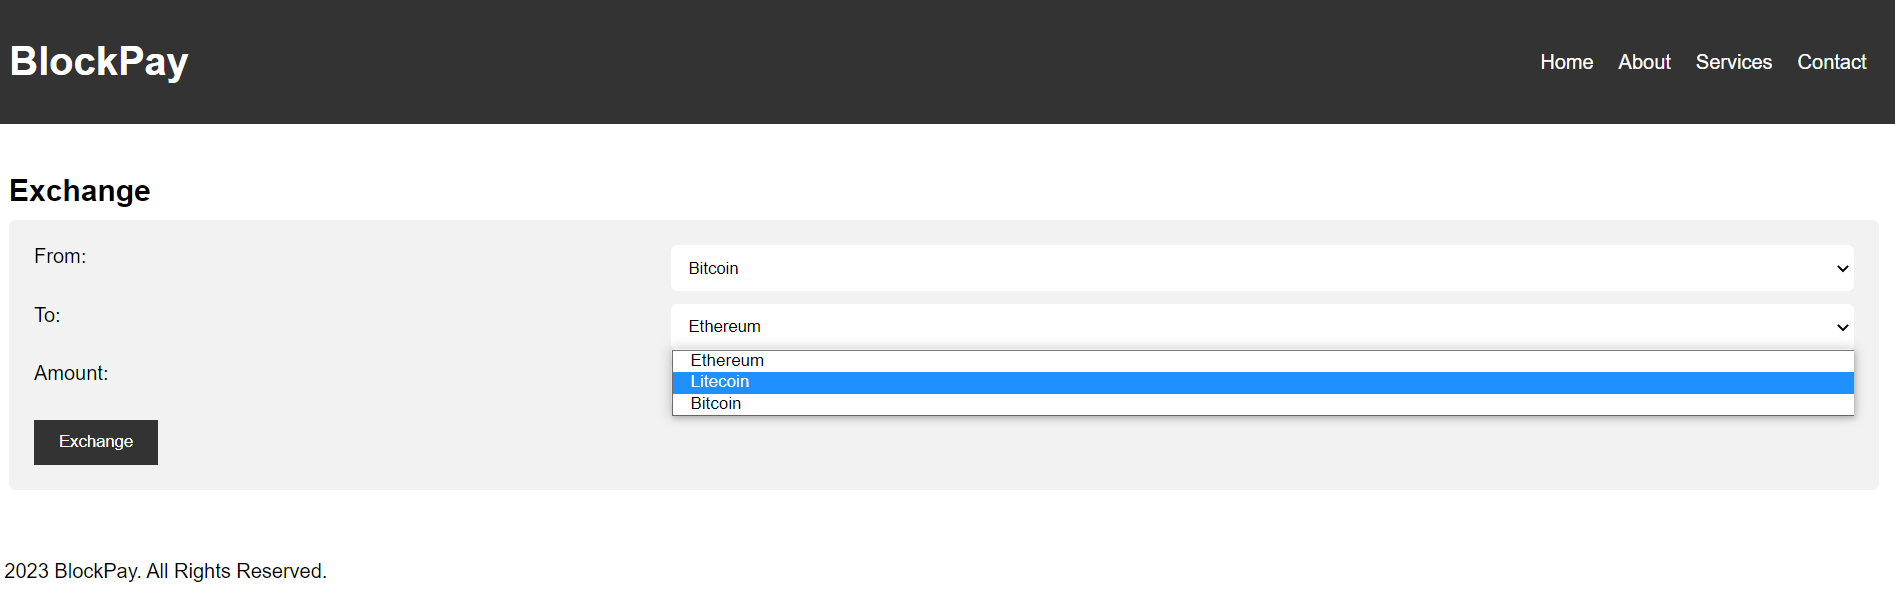 BlockPay
Home About Services Contact
Exchange
From: Bitcoin
To: Ethereum
Ethereum
Amount: Litecoin
Bitcoin
Exchange
2023 BlockPay. All Rights Reserved.